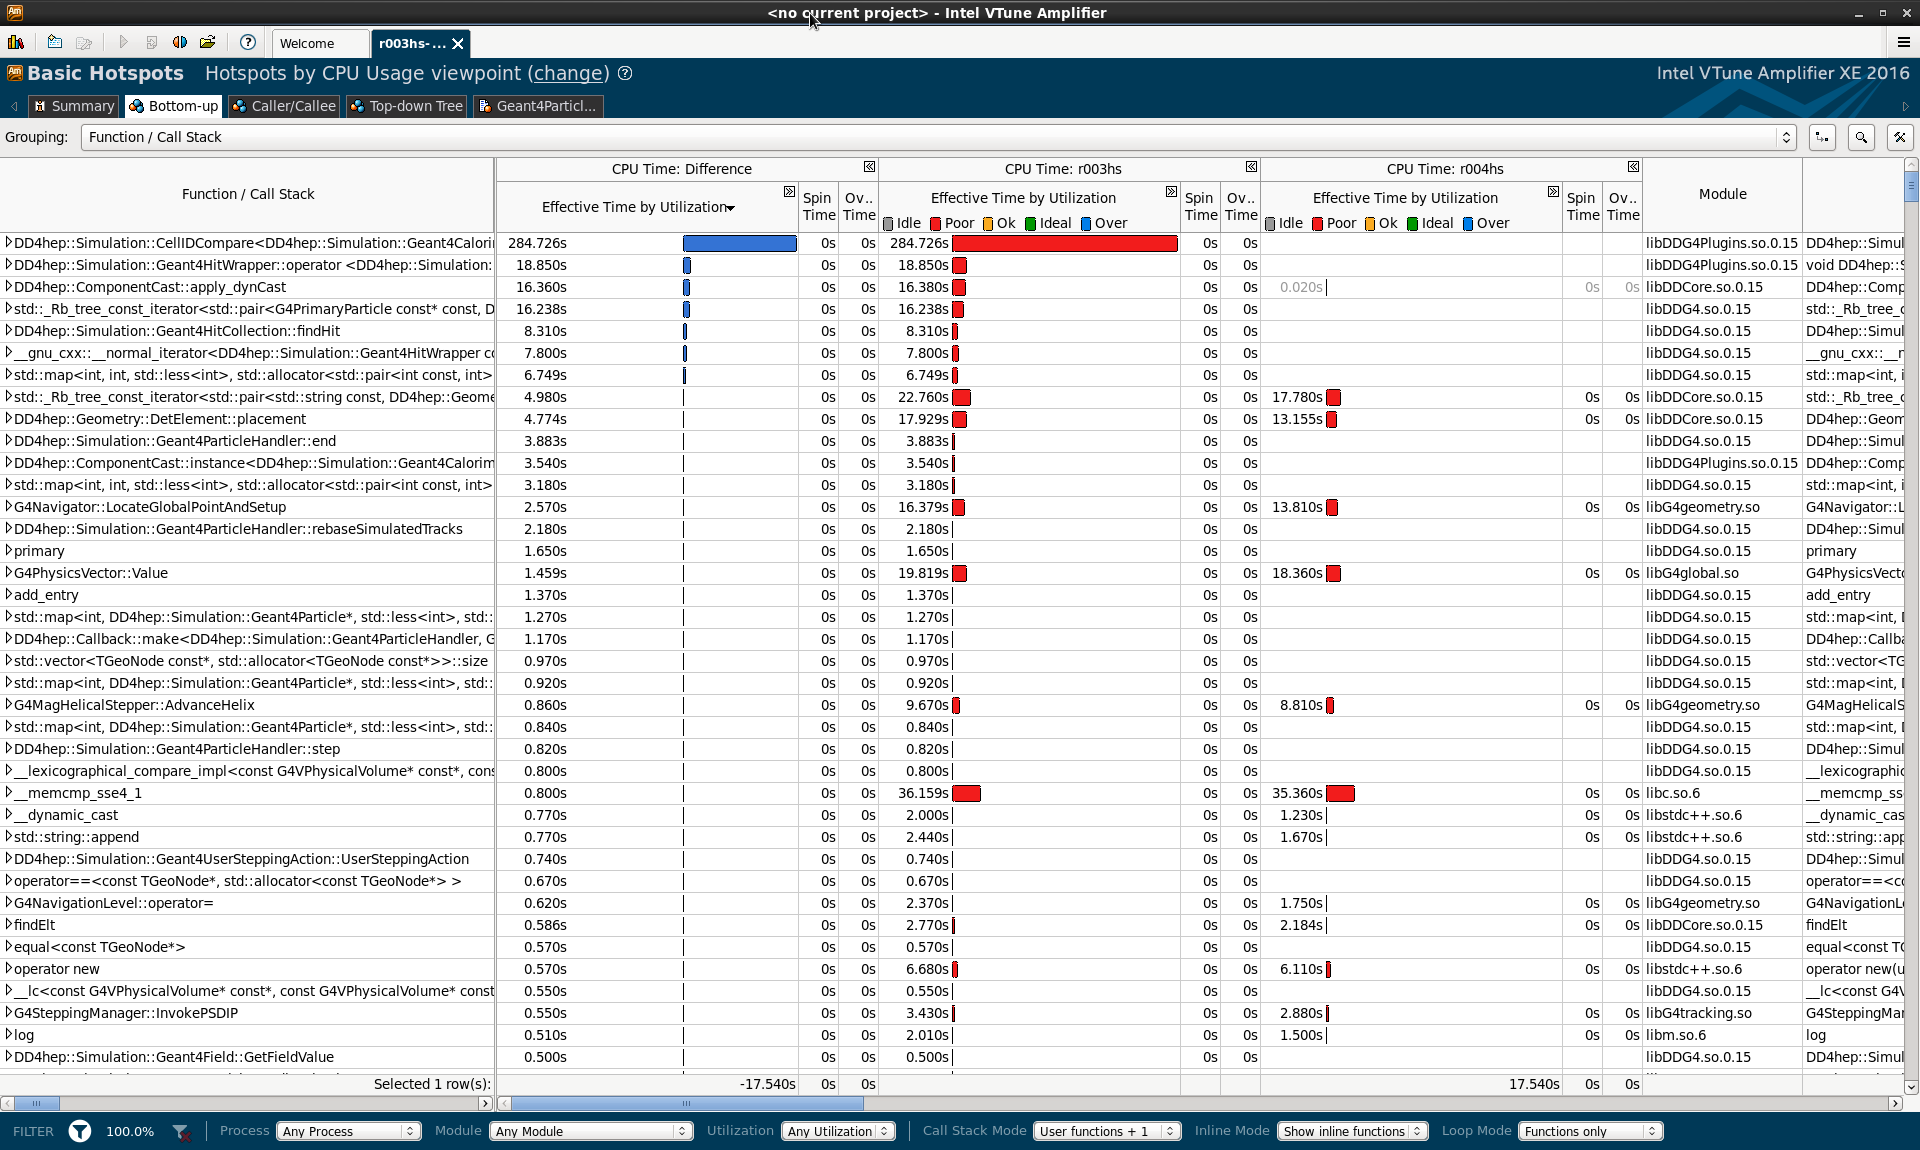 <no current project> - Intel VTune Amplifier
Welcome
r003hs-...
Basic Hotspots Hotspots by CPU Usage viewpoint (change)
Intel VTune Amplifier XE 2016
Summary Bottom-up Caller/Callee Top-down Tree Geant4Particl...
Grouping: Function / Call Stack
CPU Time: Difference CPU Time: r003hs CPU Time: r004hs
Function / Call Stack Effective Time by Utilization Spin Time Ov.. Time Effective Time by Utilization Spin Time Ov.. Time Effective Time by Utilization Spin Time Ov.. Time Module
Idle Poor Ok Ideal Over Idle Poor Ok Ideal Over
DD4hep::Simulation::CellIDCompare<DD4hep::Simulation::Geant4Calori 284.726s 0s 0s 284.726s 0s 0s libDDG4Plugins.so.0.15 DD4hep::Simul
DD4hep::Simulation::Geant4HitWrapper::operator <DD4hep::Simulation: 18.850s 0s 0s 18.850s 0s 0s libDDG4Plugins.so.0.15 void DD4hep::S
DD4hep::ComponentCast::apply_dynCast 16.360s 0s 0s 16.380s 0s 0s 0.020s 0s 0s libDDCore.so.0.15 DD4hep::Comp
std::_Rb_tree_const_iterator<std::pair<G4PrimaryParticle const* const, D 16.238s 0s 0s 16.238s 0s 0s libDDG4.so.0.15 std::_Rb_tree_c
DD4hep::Simulation::Geant4HitCollection::findHit 8.310s 0s 0s 8.310s 0s 0s libDDG4.so.0.15 DD4hep::Simul
__gnu_cxx::__normal_iterator<DD4hep::Simulation::Geant4HitWrapper co 7.800s 0s 0s 7.800s 0s 0s libDDG4.so.0.15 __gnu_cxx::__n
std::map<int, int, std::less<int>, std::allocator<std::pair<int const, int> 6.749s 0s 0s 6.749s 0s 0s libDDG4.so.0.15 std::map<int, i
std::_Rb_tree_const_iterator<std::pair<std::string const, DD4hep::Geome 4.980s 0s 0s 22.760s 0s 0s 17.780s 0s 0s libDDCore.so.0.15 std::_Rb_tree_c
DD4hep::Geometry::DetElement::placement 4.774s 0s 0s 17.929s 0s 0s 13.155s 0s 0s libDDCore.so.0.15 DD4hep::Geom
DD4hep::Simulation::Geant4ParticleHandler::end 3.883s 0s 0s 3.883s 0s 0s libDDG4.so.0.15 DD4hep::Simul
DD4hep::ComponentCast::instance<DD4hep::Simulation::Geant4Calorim 3.540s 0s 0s 3.540s 0s 0s libDDG4Plugins.so.0.15 DD4hep::Comp
std::map<int, int, std::less<int>, std::allocator<std::pair<int const, int> 3.180s 0s 0s 3.180s 0s 0s libDDG4.so.0.15 std::map<int, i
G4Navigator::LocateGlobalPointAndSetup 2.570s 0s 0s 16.379s 0s 0s 13.810s 0s 0s libG4geometry.so G4Navigator::L
DD4hep::Simulation::Geant4ParticleHandler::rebaseSimulatedTracks 2.180s 0s 0s 2.180s 0s 0s libDDG4.so.0.15 DD4hep::Simul
primary 1.650s 0s 0s 1.650s 0s 0s libDDG4.so.0.15 primary
G4PhysicsVector::Value 1.459s 0s 0s 19.819s 0s 0s 18.360s 0s 0s libG4global.so G4PhysicsVecto
add_entry 1.370s 0s 0s 1.370s 0s 0s libDDG4.so.0.15 add_entry
std::map<int, DD4hep::Simulation::Geant4Particle*, std::less<int>, std:: 1.270s 0s 0s 1.270s 0s 0s libDDG4.so.0.15 std::map<int, D
DD4hep::Callback::make<DD4hep::Simulation::Geant4ParticleHandler, G 1.170s 0s 0s 1.170s 0s 0s libDDG4.so.0.15 DD4hep::Callba
std::vector<TGeoNode const*, std::allocator<TGeoNode const*>>::size 0.970s 0s 0s 0.970s 0s 0s libDDG4.so.0.15 std::vector<TG
std::map<int, DD4hep::Simulation::Geant4Particle*, std::less<int>, std:: 0.920s 0s 0s 0.920s 0s 0s libDDG4.so.0.15 std::map<int, D
G4MagHelicalStepper::AdvanceHelix 0.860s 0s 0s 9.670s 0s 0s 8.810s 0s 0s libG4geometry.so G4MagHelicalS
std::map<int, DD4hep::Simulation::Geant4Particle*, std::less<int>, std:: 0.840s 0s 0s 0.840s 0s 0s libDDG4.so.0.15 std::map<int, D
DD4hep::Simulation::Geant4ParticleHandler::step 0.820s 0s 0s 0.820s 0s 0s libDDG4.so.0.15 DD4hep::Simul
__lexicographical_compare_impl<const G4VPhysicalVolume* const*, cons 0.800s 0s 0s 0.800s 0s 0s libDDG4.so.0.15 __lexicographic
__memcmp_sse4_1 0.800s 0s 0s 36.159s 0s 0s 35.360s 0s 0s libc.so.6 __memcmp_ss
__dynamic_cast 0.770s 0s 0s 2.000s 0s 0s 1.230s 0s 0s libstdc++.so.6 __dynamic_cas
std::string::append 0.770s 0s 0s 2.440s 0s 0s 1.670s 0s 0s libstdc++.so.6 std::string::app
DD4hep::Simulation::Geant4UserSteppingAction::UserSteppingAction 0.740s 0s 0s 0.740s 0s 0s libDDG4.so.0.15 DD4hep::Simul
operator==<const TGeoNode*, std::allocator<const TGeoNode*> > 0.670s 0s 0s 0.670s 0s 0s libDDG4.so.0.15 operator==<co
G4NavigationLevel::operator= 0.620s 0s 0s 2.370s 0s 0s 1.750s 0s 0s libG4geometry.so G4NavigationLe
findElt 0.586s 0s 0s 2.770s 0s 0s 2.184s 0s 0s libDDCore.so.0.15 findElt
equal<const TGeoNode*> 0.570s 0s 0s 0.570s 0s 0s libDDG4.so.0.15 equal<const TG
operator new 0.570s 0s 0s 6.680s 0s 0s 6.110s 0s 0s libstdc++.so.6 operator new(u
__lc<const G4VPhysicalVolume* const*, const G4VPhysicalVolume* const 0.550s 0s 0s 0.550s 0s 0s libDDG4.so.0.15 __lc<const G4V
G4SteppingManager::InvokePSDIP 0.550s 0s 0s 3.430s 0s 0s 2.880s 0s 0s libG4tracking.so G4SteppingMan
log 0.510s 0s 0s 2.010s 0s 0s 1.500s 0s 0s libm.so.6 log
DD4hep::Simulation::Geant4Field::GetFieldValue 0.500s 0s 0s 0.500s 0s 0s libDDG4.so.0.15 DD4hep::Simul
Selected 1 row(s): -17.540s 0s 0s 17.540s 0s 0s
FILTER 100.0% Process Any Process Module Any Module Utilization Any Utilization Call Stack Mode User functions + 1 Inline Mode Show inline functions Loop Mode Functions only